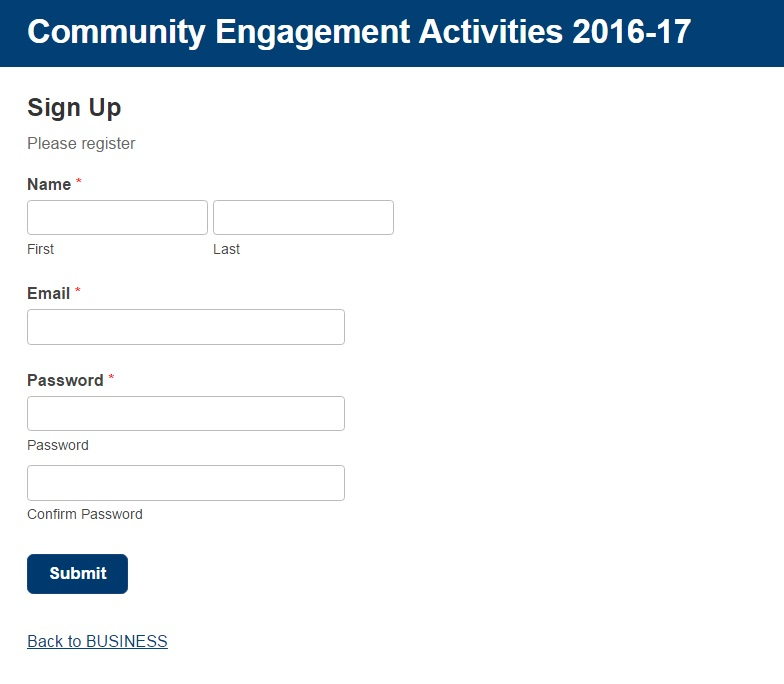 Community Engagement Activities 2016-17
Sign Up
Please register
Name *
First Last
Email *
Password *
Password
Confirm Password
Submit
Back to BUSINESS